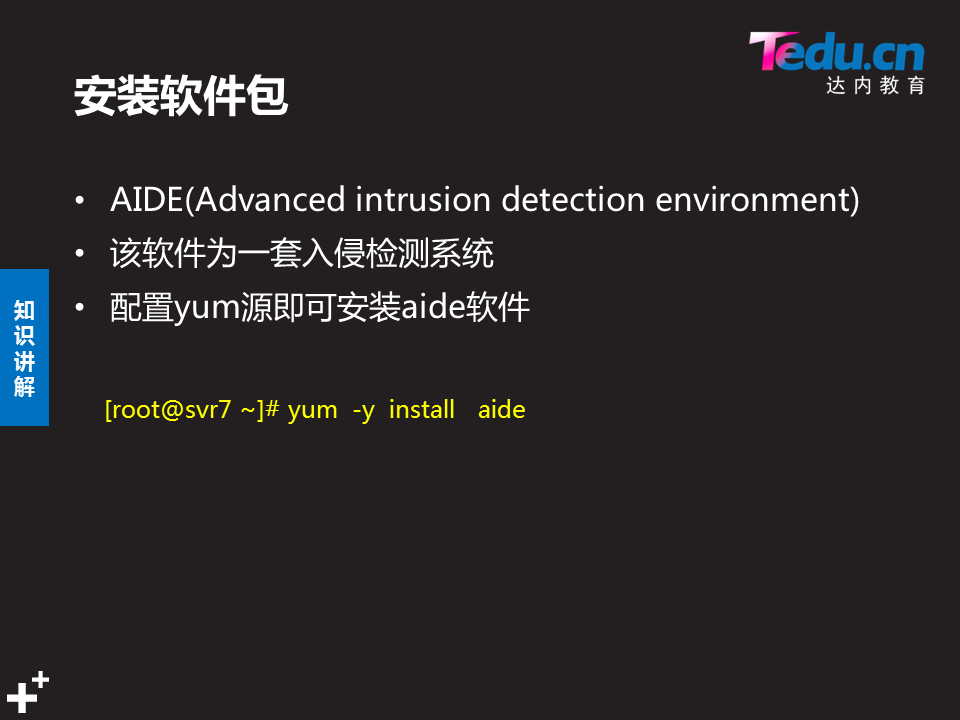 Tedu.cn
达内教育
安装软件包
• AIDE(Advanced intrusion detection environment)
• 该软件为一套入侵检测系统
• 配置yum源即可安装aide软件
知识讲解
[root@svr7 ~]# yum -y install aide